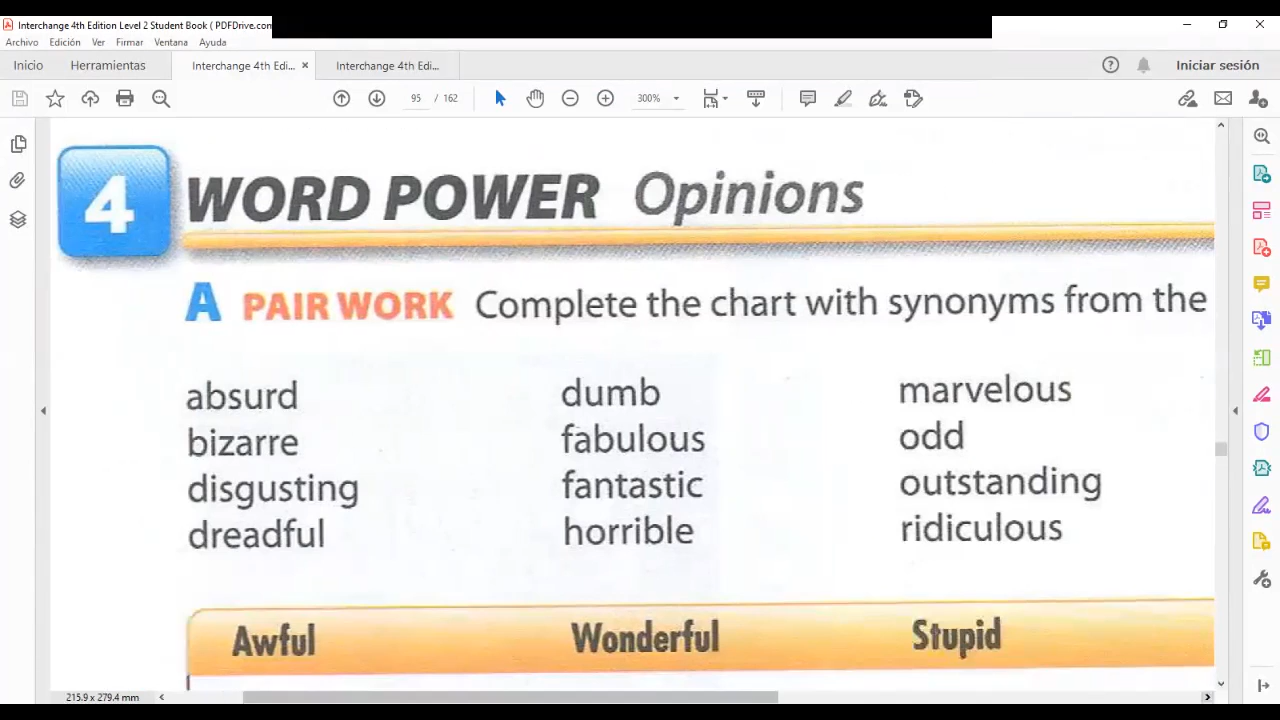 Interchange 4th Edition Level 2 Student Book ( PDFDrive.com
Archivo Edición Ver Firmar Ventana Ayuda
Inicio Herramientas Interchange 4th Edi... × Interchange 4th Edi... Iniciar sesión
95 / 162 300%
4 WORD POWER Opinions
A PAIR WORK Complete the chart with synonyms from the
absurd dumb marvelous
bizarre fabulous odd
disgusting fantastic outstanding
dreadful horrible ridiculous
Awful Wonderful Stupid
215.9 x 279.4 mm